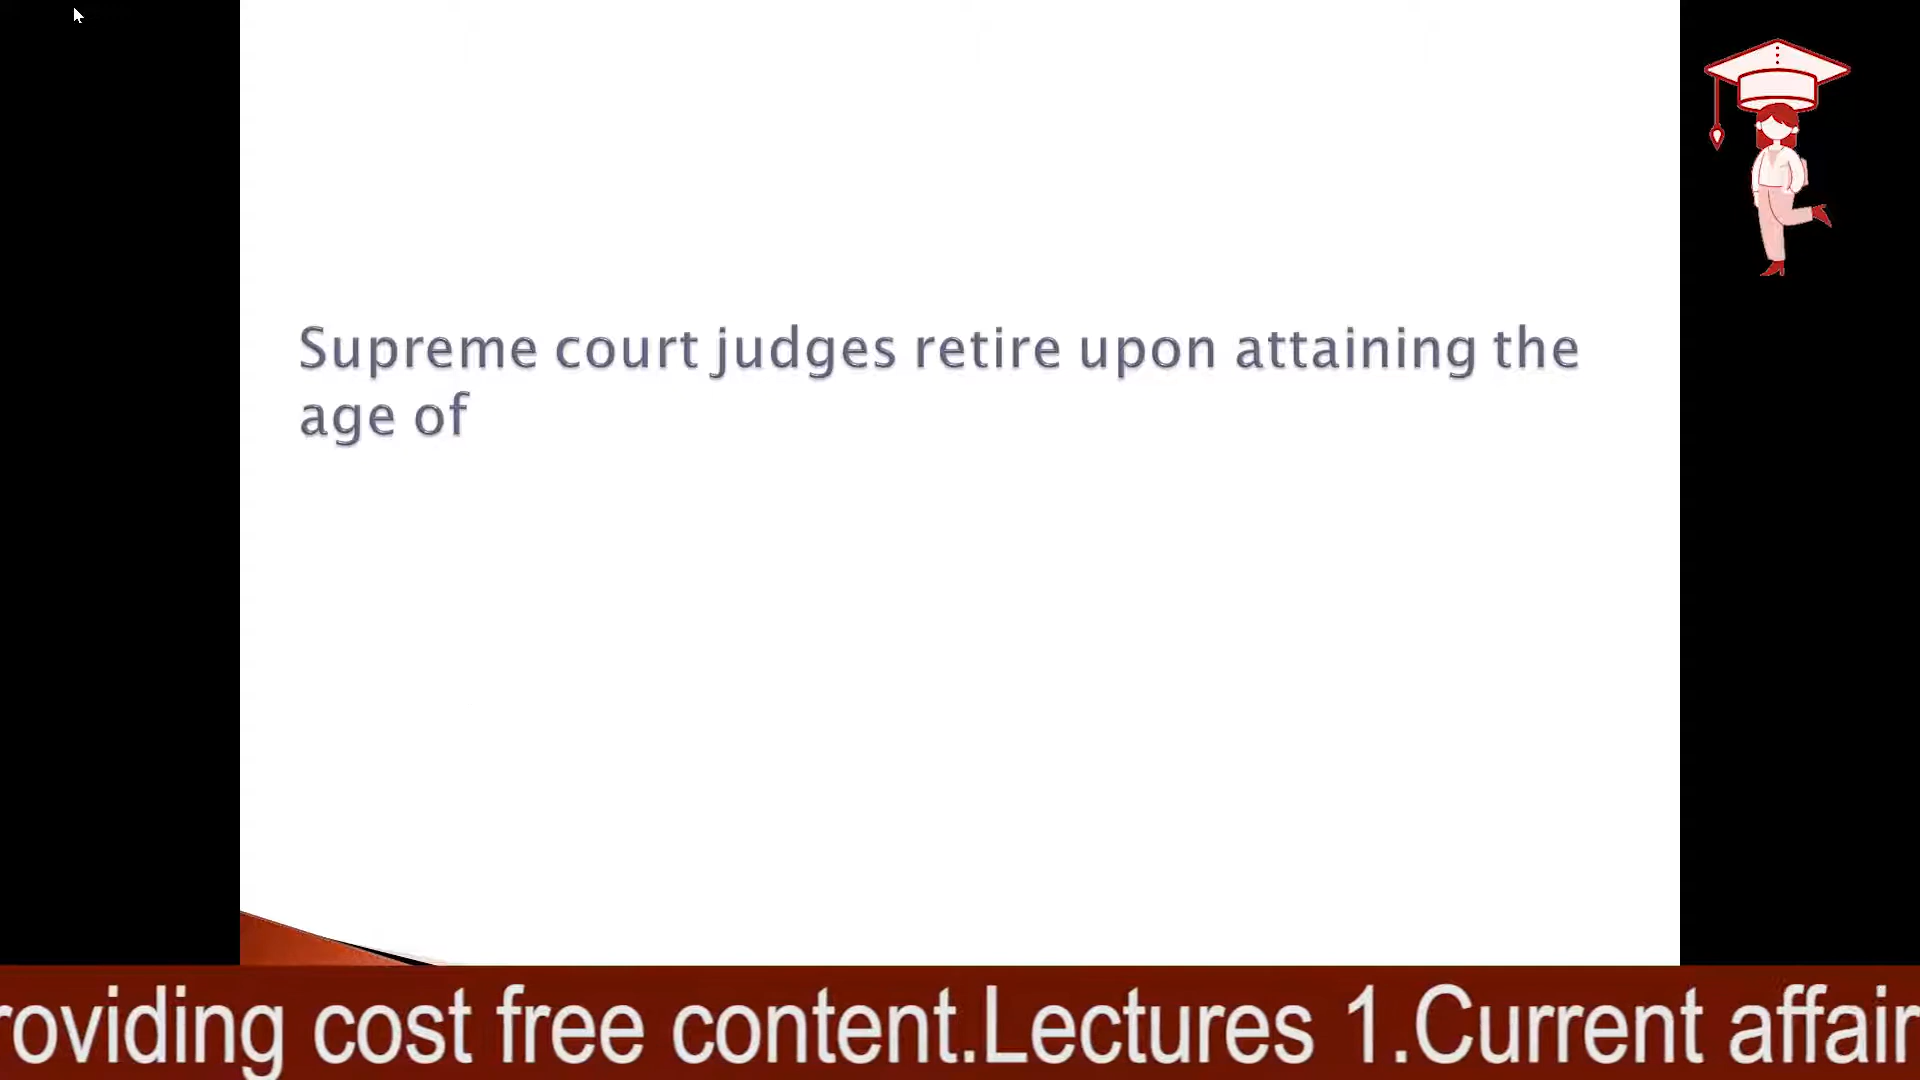 Supreme court judges retire upon attaining the
age of
roviding cost free content.Lectures 1.Current affair